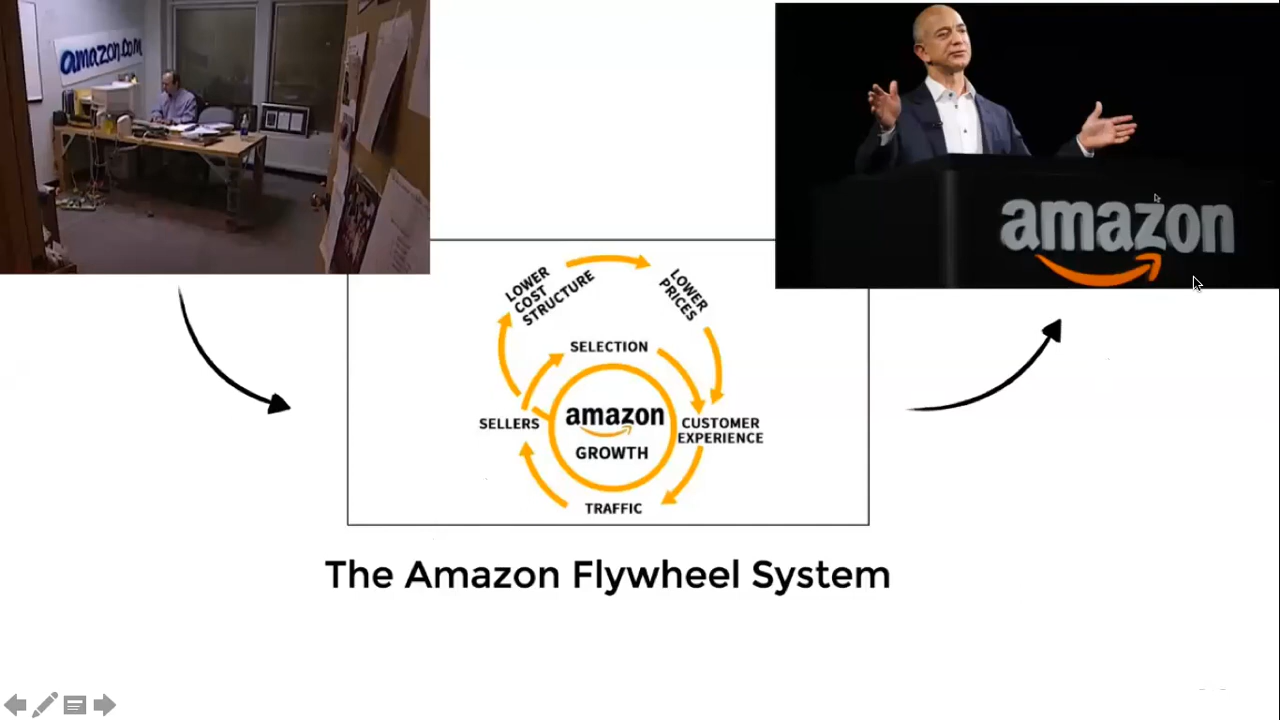 amazon.com
amazon
LOWER
COST
STRUCTURE
LOWER
PRICES
SELECTION
SELLERS
amazon
GROWTH
CUSTOMER
EXPERIENCE
TRAFFIC
The Amazon Flywheel System